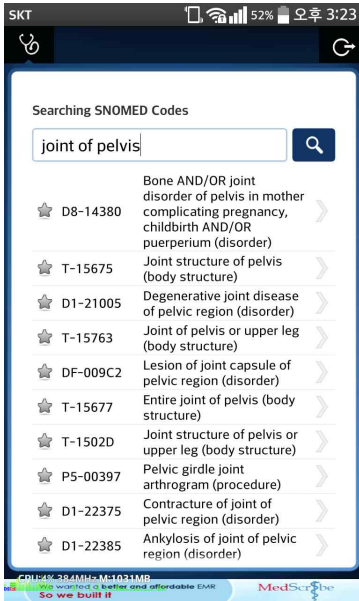 SKT 52% 오후 3:23
Searching SNOMED Codes
joint of pelvis
D8-14380 Bone AND/OR joint
disorder of pelvis in mother
complicating pregnancy,
childbirth AND/OR
puerperium (disorder)
T-15675 Joint structure of pelvis
(body structure)
D1-21005 Degenerative joint disease
of pelvic region (disorder)
T-15763 Joint of pelvis or upper leg
(body structure)
DF-009C2 Lesion of joint capsule of
pelvic region (disorder)
T-15677 Entire joint of pelvis (body
structure)
T-1502D Joint structure of pelvis or
upper leg (body structure)
P5-00397 Pelvic girdle joint
arthrogram (procedure)
D1-22375 Contracture of joint of
pelvic region (disorder)
D1-22385 Ankylosis of joint of pelvic
region (disorder)
CPU:4% 384MHz M:1031MB
We wanted a better and affordable EMR
So we built it
MedScribe